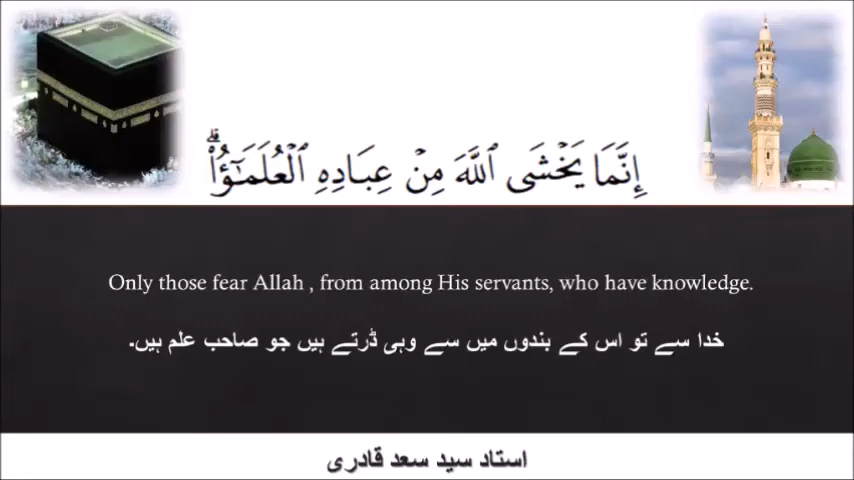 إِنَّمَا يَخْشَى ٱللَّهَ مِنْ عِبَادِهِ ٱلْعُلَمَـٰٓؤُا۟ ۗ
Only those fear Allah , from among His servants, who have knowledge.
خدا سے تو اس کے بندوں میں سے وہی ڈرتے ہیں جو صاحب علم ہیں۔
استاد سید سعد قادری